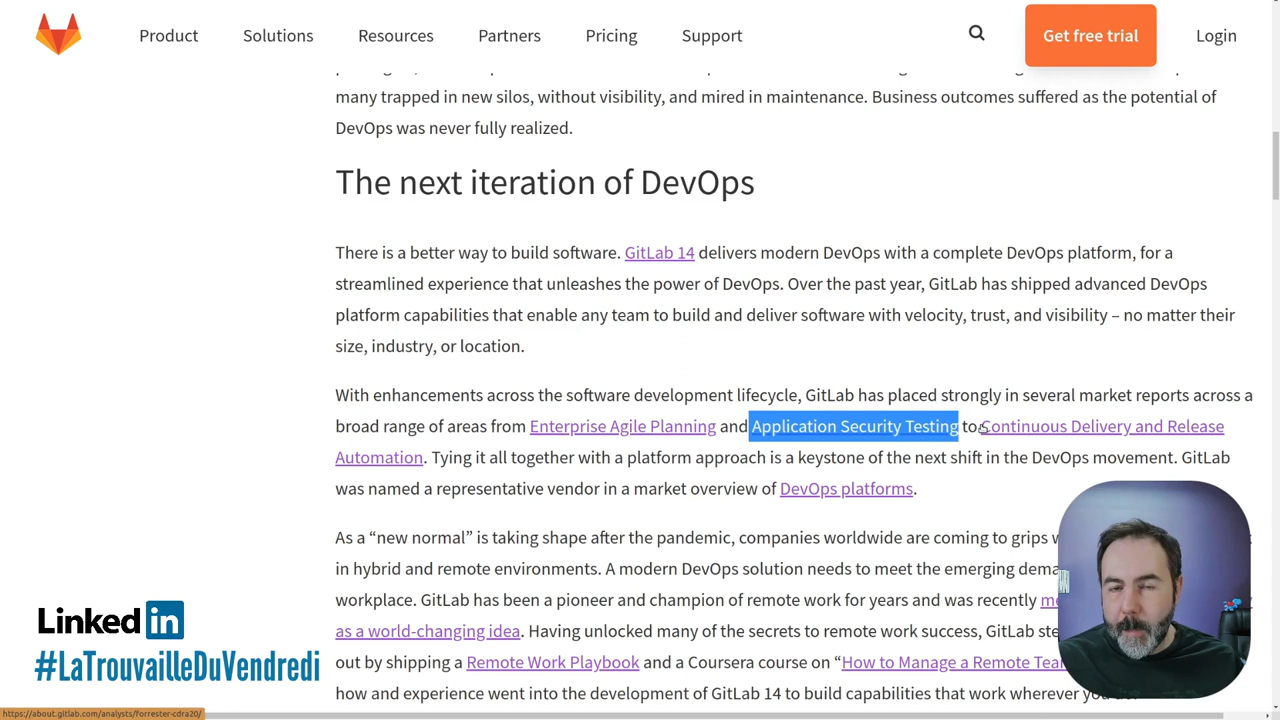 Product Solutions Resources Partners Pricing Support Get free trial Login
many trapped in new silos, without visibility, and mired in maintenance. Business outcomes suffered as the potential of
DevOps was never fully realized.
The next iteration of DevOps
There is a better way to build software. GitLab 14 delivers modern DevOps with a complete DevOps platform, for a
streamlined experience that unleashes the power of DevOps. Over the past year, GitLab has shipped advanced DevOps
platform capabilities that enable any team to build and deliver software with velocity, trust, and visibility – no matter their
size, industry, or location.
With enhancements across the software development lifecycle, GitLab has placed strongly in several market reports across a
broad range of areas from Enterprise Agile Planning and Application Security Testing to Continuous Delivery and Release
Automation. Tying it all together with a platform approach is a keystone of the next shift in the DevOps movement. GitLab
was named a representative vendor in a market overview of DevOps platforms.
As a “new normal” is taking shape after the pandemic, companies worldwide are coming to grips
in hybrid and remote environments. A modern DevOps solution needs to meet the emerging
workplace. GitLab has been a pioneer and champion of remote work for years and was recently
as a world-changing idea. Having unlocked many of the secrets to remote work success, GitLab
out by shipping a Remote Work Playbook and a Coursera course on “How to Manage a Remote
how and experience went into the development of GitLab 14 to build capabilities that work wherever
Linked in
#LaTrouvailleDuVendredi
https://about.gitlab.com/analysts/forrester-cdra20/